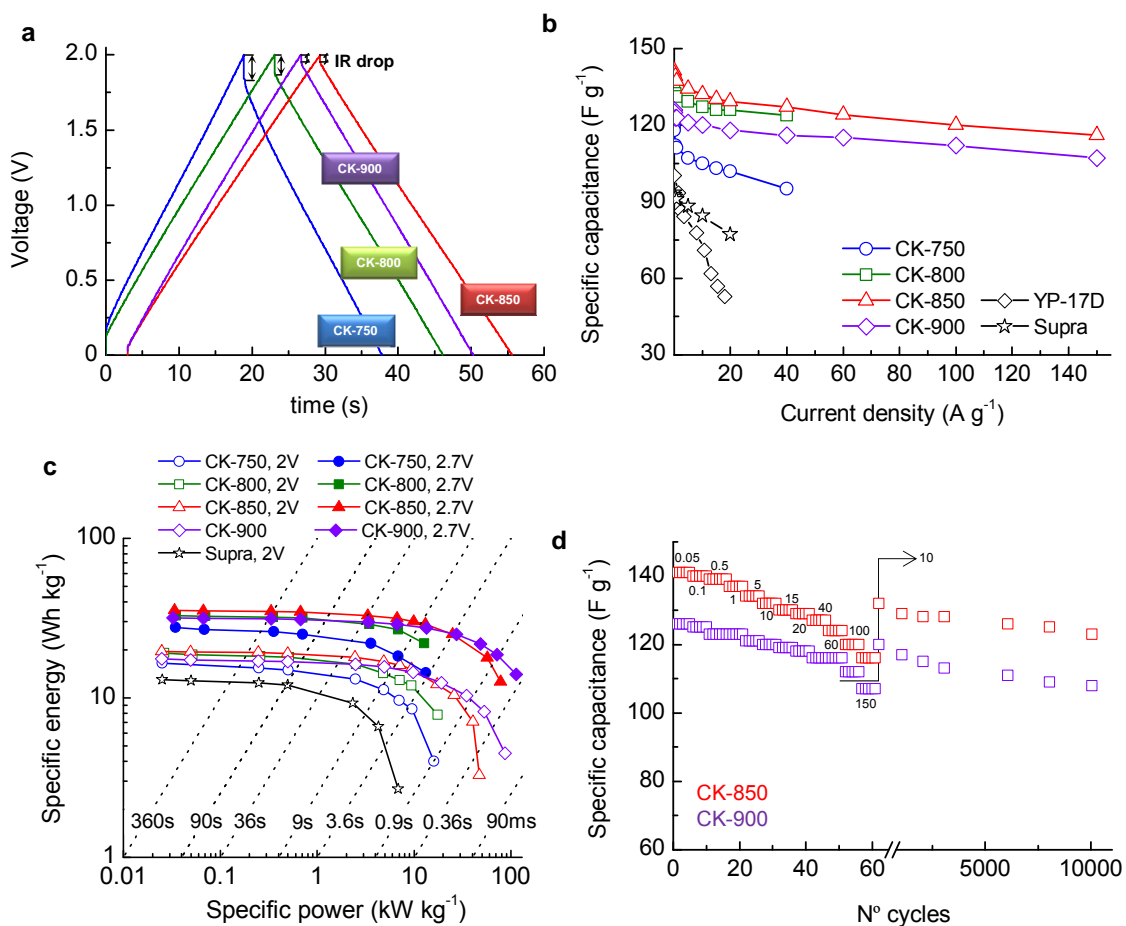 a
2.0
1.5
1.0
0.5
0
Voltage (V)
IR drop
CK-900
CK-800
CK-850
CK-750
0 10 20 30 40 50 60
time (s)
b
150
120
90
60
30
Specific capacitance (F g⁻¹)
CK-750
CK-800
CK-850
CK-900
YP-17D
Supra
0 20 40 60 80 100 120 140
Current density (A g⁻¹)
c
CK-750, 2V CK-750, 2.7V
CK-800, 2V CK-800, 2.7V
CK-850, 2V CK-850, 2.7V
CK-900 CK-900, 2.7V
Supra, 2V
100
10
1
Specific energy (Wh kg⁻¹)
360s 90s 36s 9s 3.6s 0.9s 0.36s 90ms
0.01 0.1 1 10 100
Specific power (kW kg⁻¹)
d
140
120
100
80
60
Specific capacitance (F g⁻¹)
0.05
0.1
0.5
1
5
10
15
20
40
60
100
150
10
CK-850
CK-900
0 20 40 60 5000 10000
Nº cycles